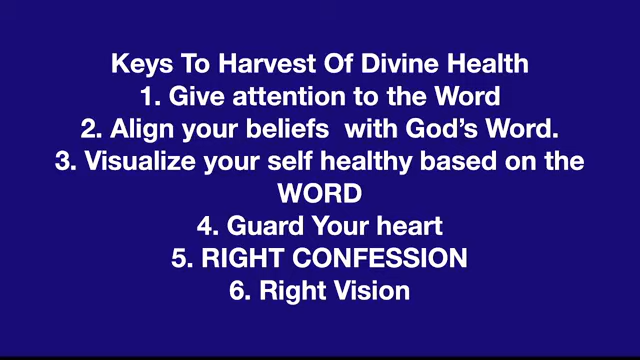 Keys To Harvest Of Divine Health
1. Give attention to the Word
2. Align your beliefs  with God's Word.
3. Visualize your self healthy based on the
WORD
4. Guard Your heart
5. RIGHT CONFESSION
6. Right Vision